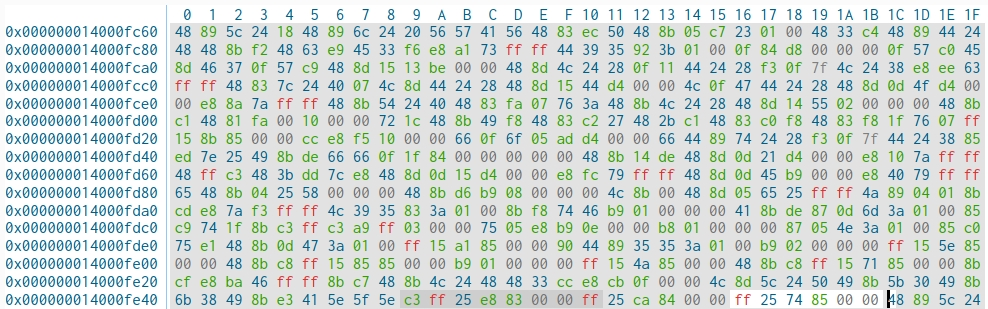 0 1 2 3 4 5 6 7 8 9 A B C D E F 10 11 12 13 14 15 16 17 18 19 1A 1B 1C 1D 1E 1F
0x000000014000fc60 48 89 5c 24 18 48 89 6c 24 20 56 57 41 56 48 83 ec 50 48 8b 05 c7 23 01 00 48 33 c4 48 89 44 24
0x000000014000fc80 48 48 8b f2 48 63 e9 45 33 f6 e8 a1 73 ff ff 44 39 35 92 3b 01 00 0f 84 d8 00 00 00 0f 57 c0 45
0x000000014000fca0 8d 46 37 0f 57 c9 48 8d 15 13 be 00 00 48 8d 4c 24 28 0f 11 44 24 28 f3 0f 7f 4c 24 38 e8 ee 63
0x000000014000fcc0 ff ff 48 83 7c 24 40 07 4c 8d 44 24 28 48 8d 15 44 d4 00 00 4c 0f 47 44 24 28 48 8d 0d 4f d4 00
0x000000014000fce0 00 e8 8a 7a ff ff 48 8b 54 24 40 48 83 fa 07 76 3a 48 8b 4c 24 28 48 8d 14 55 02 00 00 00 48 8b
0x000000014000fd00 c1 48 81 fa 00 10 00 00 72 1c 48 8b 49 f8 48 83 c2 27 48 2b c1 48 83 c0 f8 48 83 f8 1f 76 07 ff
0x000000014000fd20 15 8b 85 00 00 cc e8 f5 10 00 00 66 0f 6f 05 ad d4 00 00 66 44 89 74 24 28 f3 0f 7f 44 24 38 85
0x000000014000fd40 ed 7e 25 49 8b de 66 66 0f 1f 84 00 00 00 00 00 48 8b 14 de 48 8d 0d 21 d4 00 00 e8 10 7a ff ff
0x000000014000fd60 48 ff c3 48 3b dd 7c e8 48 8d 0d 15 d4 00 00 e8 fc 79 ff ff 48 8d 0d 45 b9 00 00 e8 40 79 ff ff
0x000000014000fd80 65 48 8b 04 25 58 00 00 00 48 8b d6 b9 08 00 00 00 4c 8b 00 48 8d 05 65 25 ff ff 4a 89 04 01 8b
0x000000014000fda0 cd e8 7a f3 ff ff 4c 39 35 83 3a 01 00 8b f8 74 46 b9 01 00 00 00 41 8b de 87 0d 6d 3a 01 00 85
0x000000014000fdc0 c9 74 1f 8b c3 ff c3 a9 ff 03 00 00 75 05 e8 b9 0e 00 00 b8 01 00 00 00 87 05 4e 3a 01 00 85 c0
0x000000014000fde0 75 e1 48 8b 0d 47 3a 01 00 ff 15 a1 85 00 00 90 44 89 35 35 3a 01 00 b9 02 00 00 00 ff 15 5e 85
0x000000014000fe00 00 00 48 8b c8 ff 15 85 85 00 00 b9 01 00 00 00 ff 15 4a 85 00 00 48 8b c8 ff 15 71 85 00 00 8b
0x000000014000fe20 cf e8 ba 46 ff ff 8b c7 48 8b 4c 24 48 48 33 cc e8 cb 0f 00 00 4c 8d 5c 24 50 49 8b 5b 30 49 8b
0x000000014000fe40 6b 38 49 8b e3 41 5e 5f 5e c3 ff 25 e8 83 00 00 ff 25 ca 84 00 00 ff 25 74 85 00 00 48 89 5c 24